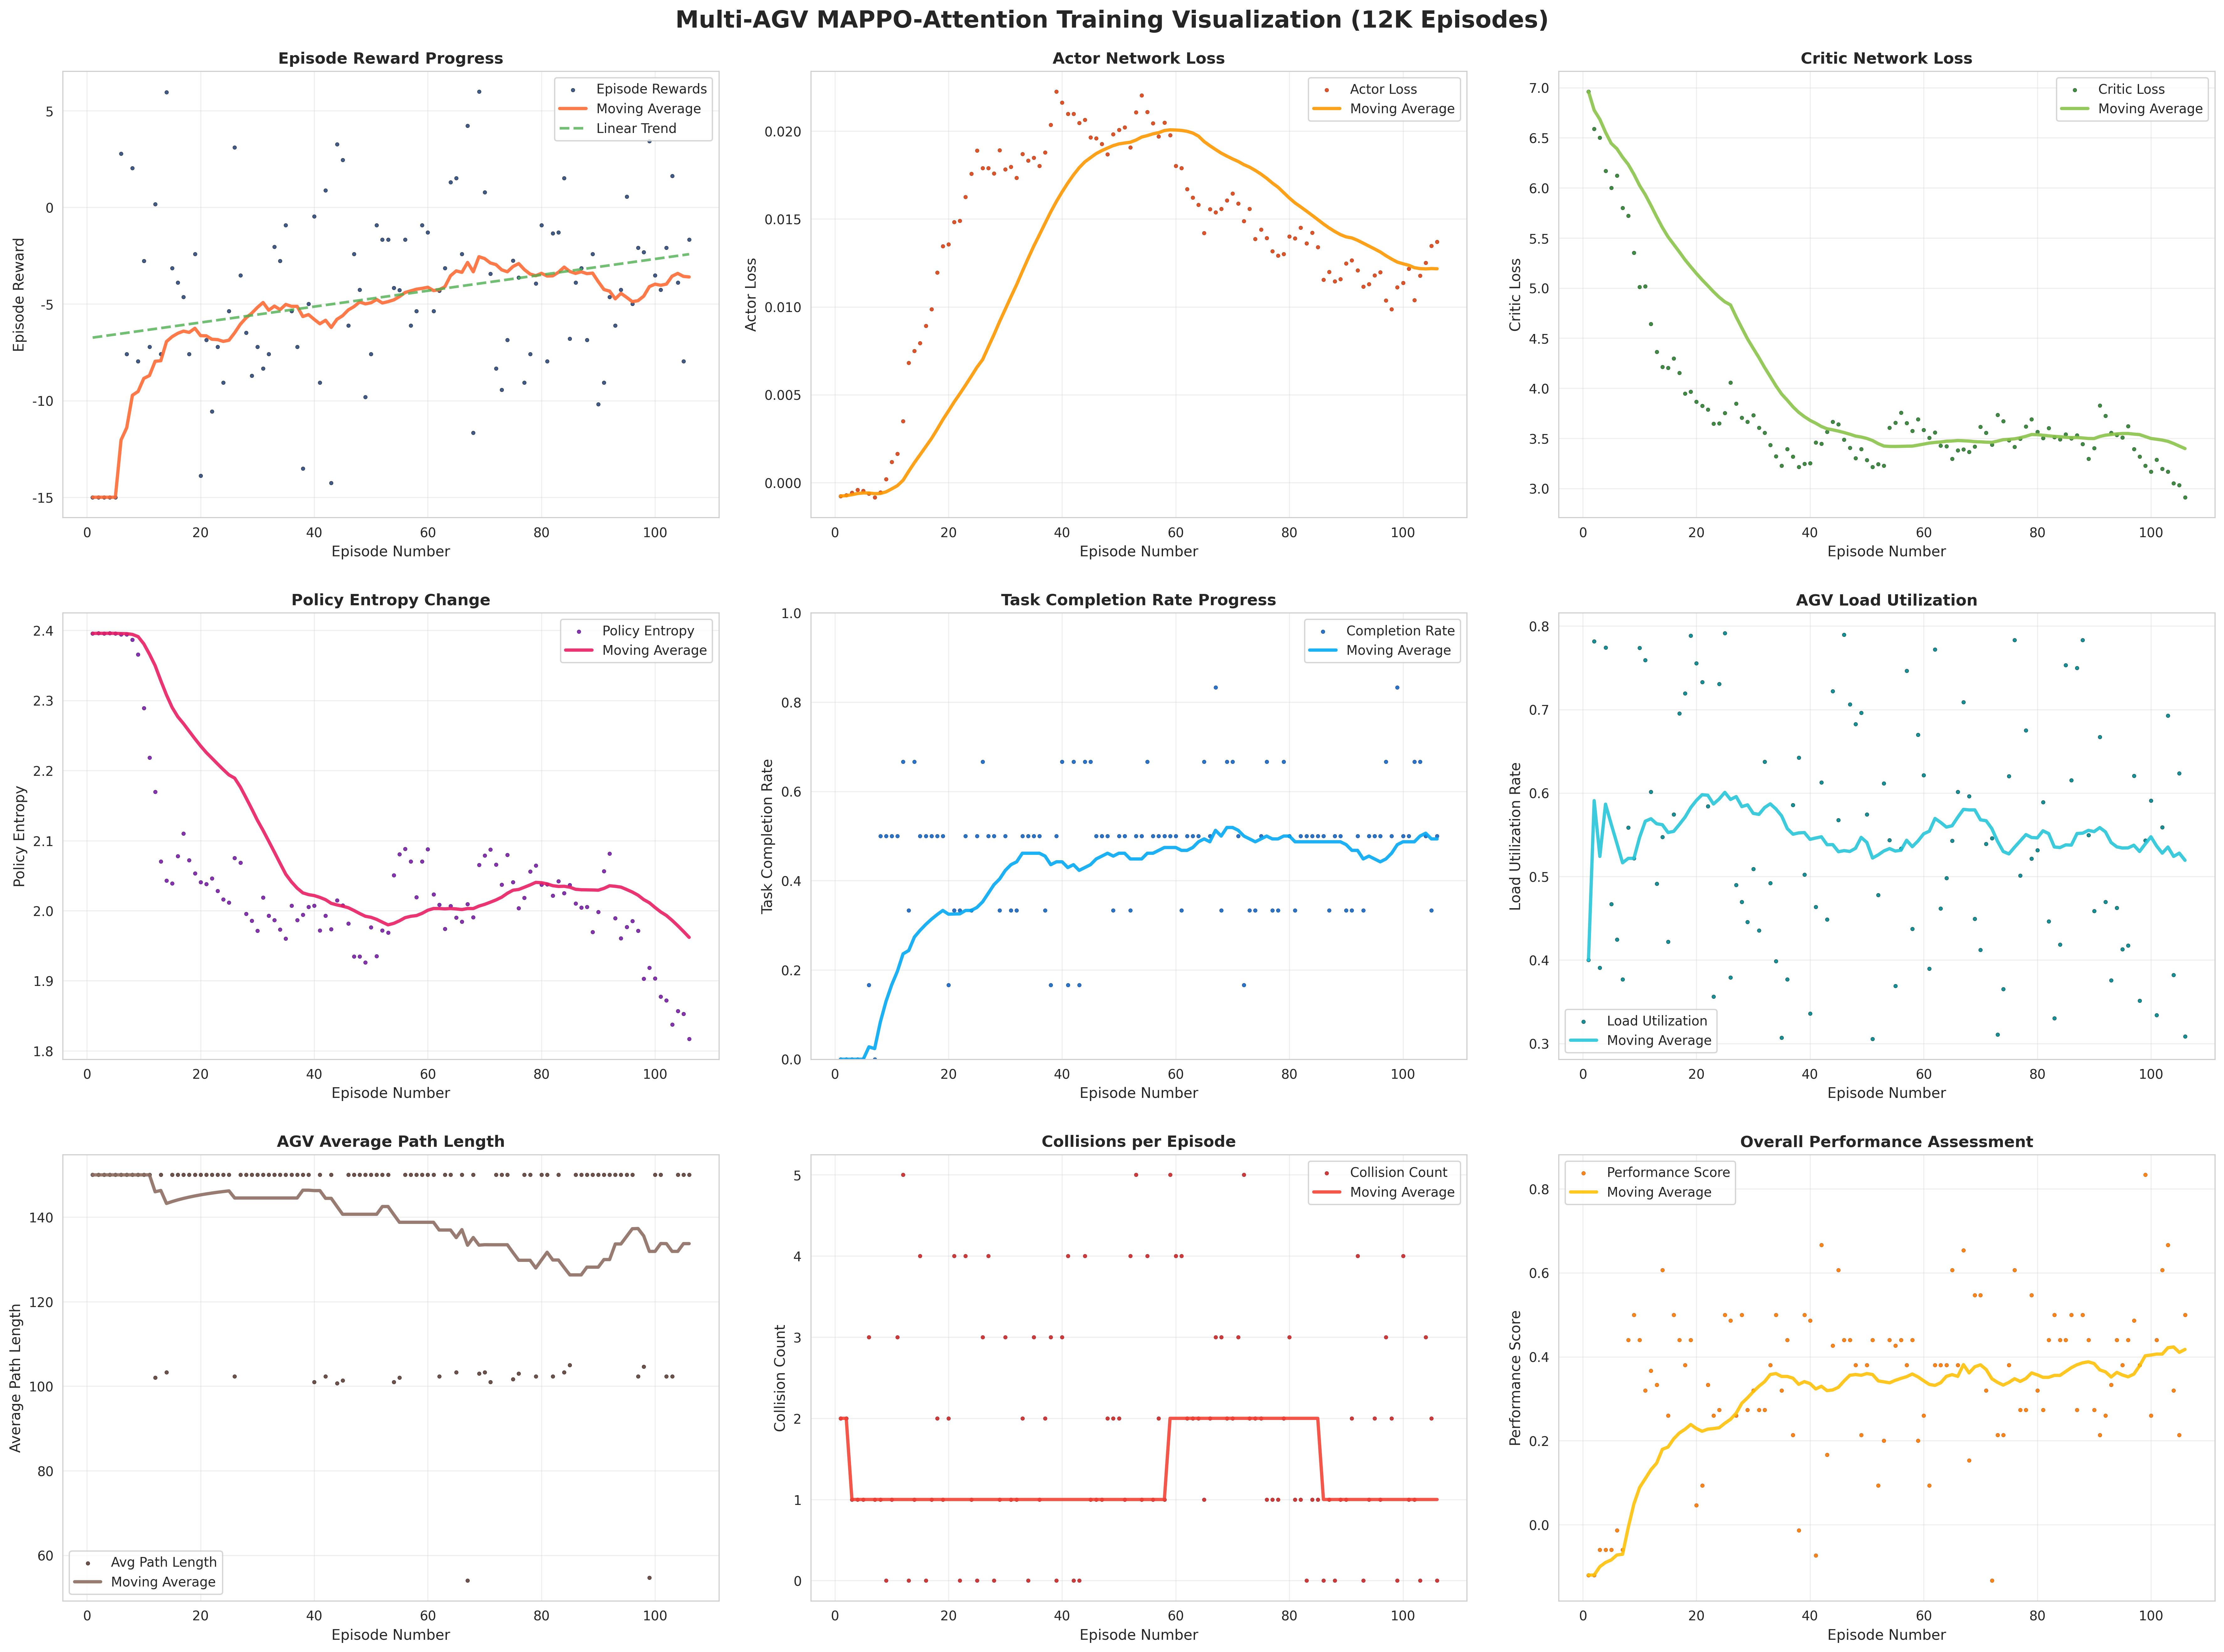 Multi-AGV MAPPO-Attention Training Visualization (12K Episodes)
Episode Reward Progress
Episode Reward
5
0
-5
-10
-15
Episode Rewards
Moving Average
Linear Trend
0 20 40 60 80 100
Episode Number
Actor Network Loss
Actor Loss
0.020
0.015
0.010
0.005
0.000
Actor Loss
Moving Average
0 20 40 60 80 100
Episode Number
Critic Network Loss
Critic Loss
7.0
6.5
6.0
5.5
5.0
4.5
4.0
3.5
3.0
Critic Loss
Moving Average
0 20 40 60 80 100
Episode Number
Policy Entropy Change
Policy Entropy
2.4
2.3
2.2
2.1
2.0
1.9
1.8
Policy Entropy
Moving Average
0 20 40 60 80 100
Episode Number
Task Completion Rate Progress
Task Completion Rate
1.0
0.8
0.6
0.4
0.2
0.0
Completion Rate
Moving Average
0 20 40 60 80 100
Episode Number
AGV Load Utilization
Load Utilization Rate
0.8
0.7
0.6
0.5
0.4
0.3
Load Utilization
Moving Average
0 20 40 60 80 100
Episode Number
AGV Average Path Length
Average Path Length
140
120
100
80
60
Avg Path Length
Moving Average
0 20 40 60 80 100
Episode Number
Collisions per Episode
Collision Count
5
4
3
2
1
0
Collision Count
Moving Average
0 20 40 60 80 100
Episode Number
Overall Performance Assessment
Performance Score
0.8
0.6
0.4
0.2
0.0
Performance Score
Moving Average
0 20 40 60 80 100
Episode Number